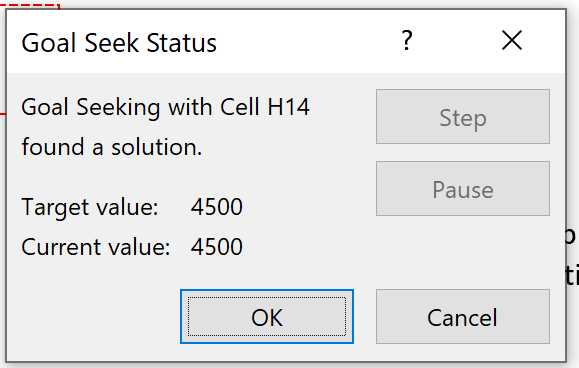 Goal Seek Status
?
Goal Seeking with Cell H14
found a solution.
Step
Pause
Target value: 4500
Current value: 4500
OK
Cancel
ti